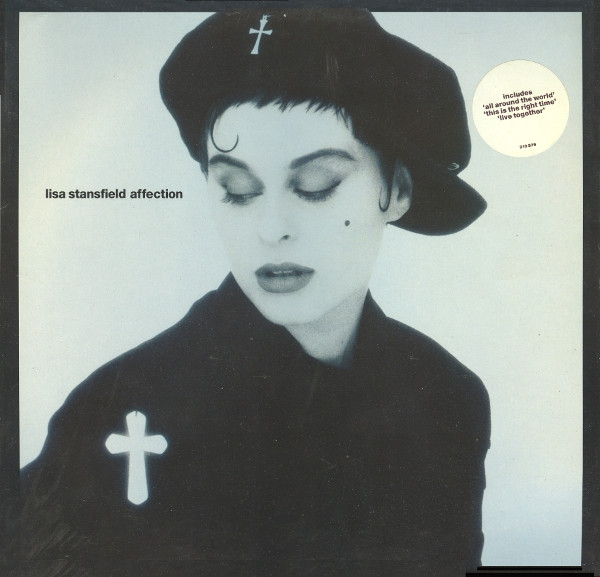 includes
'all around the world'
'this is the right time'
'live together'
lisa stansfield affection